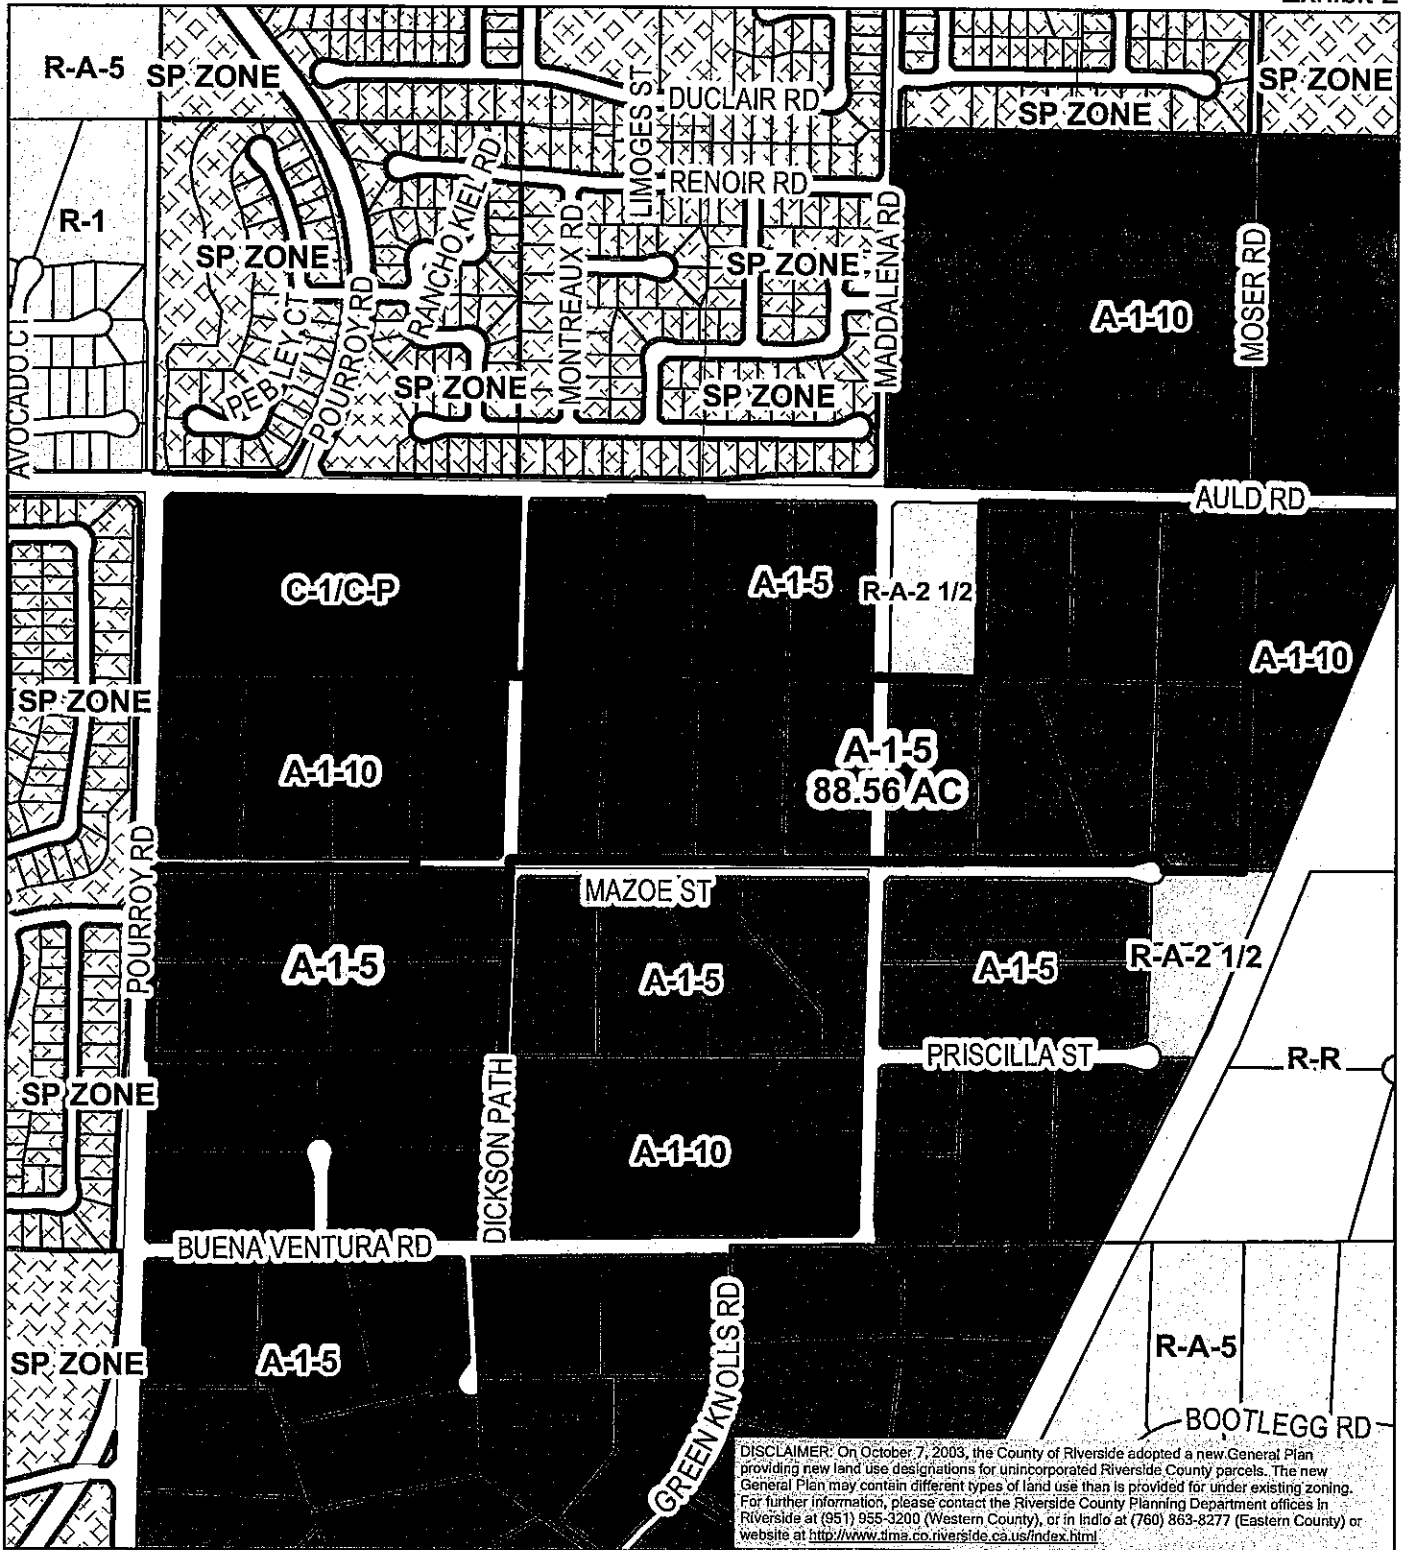 R-A-5
SP ZONE
LIMOGES ST
DUCLAIR RD
SP ZONE
SP ZONE
R-1
RANCHO KIEL RD
RENOIR RD
SP ZONE
MONTREAUX RD
SP ZONE
MADDALENA RD
MOSER RD
A-1-10
AVOCADO CT
PEBLEY CT
POURROY RD
SP ZONE
SP ZONE
AULD RD
C-1/C-P
A-1-5
R-A-2 1/2
A-1-10
SP ZONE
A-1-10
A-1-5
88.56 AC
POURROY RD
MAZOE ST
A-1-5
A-1-5
A-1-5
R-A-2 1/2
PRISCILLA ST
R-R
SP ZONE
DICKSON PATH
A-1-10
BUENA VENTURA RD
GREEN KNOLLS RD
SP ZONE
A-1-5
R-A-5
BOOTLEGG RD
DISCLAIMER: On October 7, 2003, the County of Riverside adopted a new General Plan
providing new land use designations for unincorporated Riverside County parcels. The new
General Plan may contain different types of land use than is provided for under existing zoning.
For further information, please contact the Riverside County Planning Department offices in
Riverside at (951) 955-3200 (Western County), or in Indio at (760) 863-8277 (Eastern County) or
website at http://www.tlma.co.riverside.ca.us/index.html